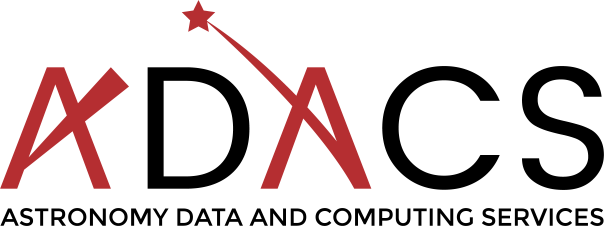 ADACS
ASTRONOMY DATA AND COMPUTING SERVICES